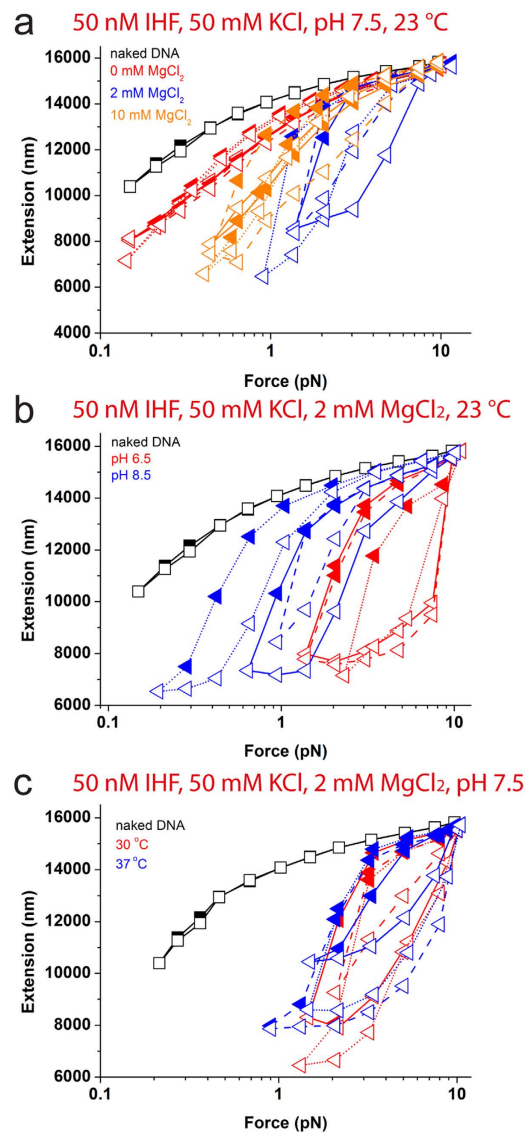 a
50 nM IHF, 50 mM KCl, pH 7.5, 23 °C
naked DNA
0 mM MgCl₂
2 mM MgCl₂
10 mM MgCl₂
Extension (nm)
16000
14000
12000
10000
8000
6000
4000
0.1
1
10
Force (pN)
b
50 nM IHF, 50 mM KCl, 2 mM MgCl₂, 23 °C
naked DNA
pH 6.5
pH 8.5
Extension (nm)
16000
14000
12000
10000
8000
6000
0.1
1
10
Force (pN)
c
50 nM IHF, 50 mM KCl, 2 mM MgCl₂, pH 7.5
naked DNA
30 °C
37 °C
Extension (nm)
16000
14000
12000
10000
8000
6000
0.1
1
10
Force (pN)